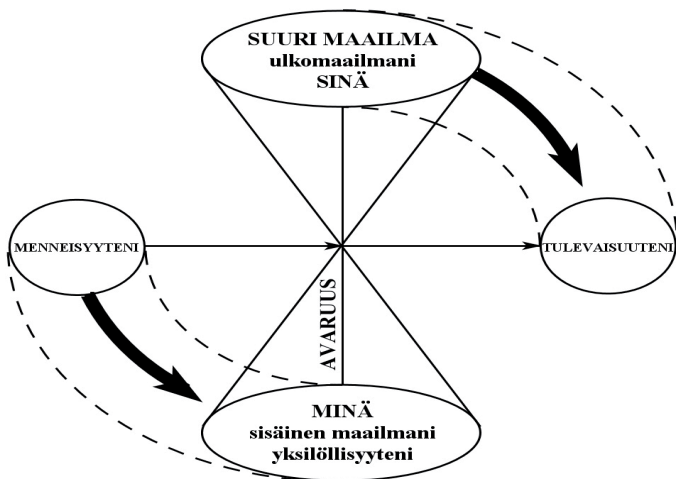 SUURI MAAILMA
ulkomaailmani
SINÄ
MENNEISYYTENI
TULEVAISUUTENI
AVARUUS
MINÄ
sisäinen maailmani
yksilöllisyyteni